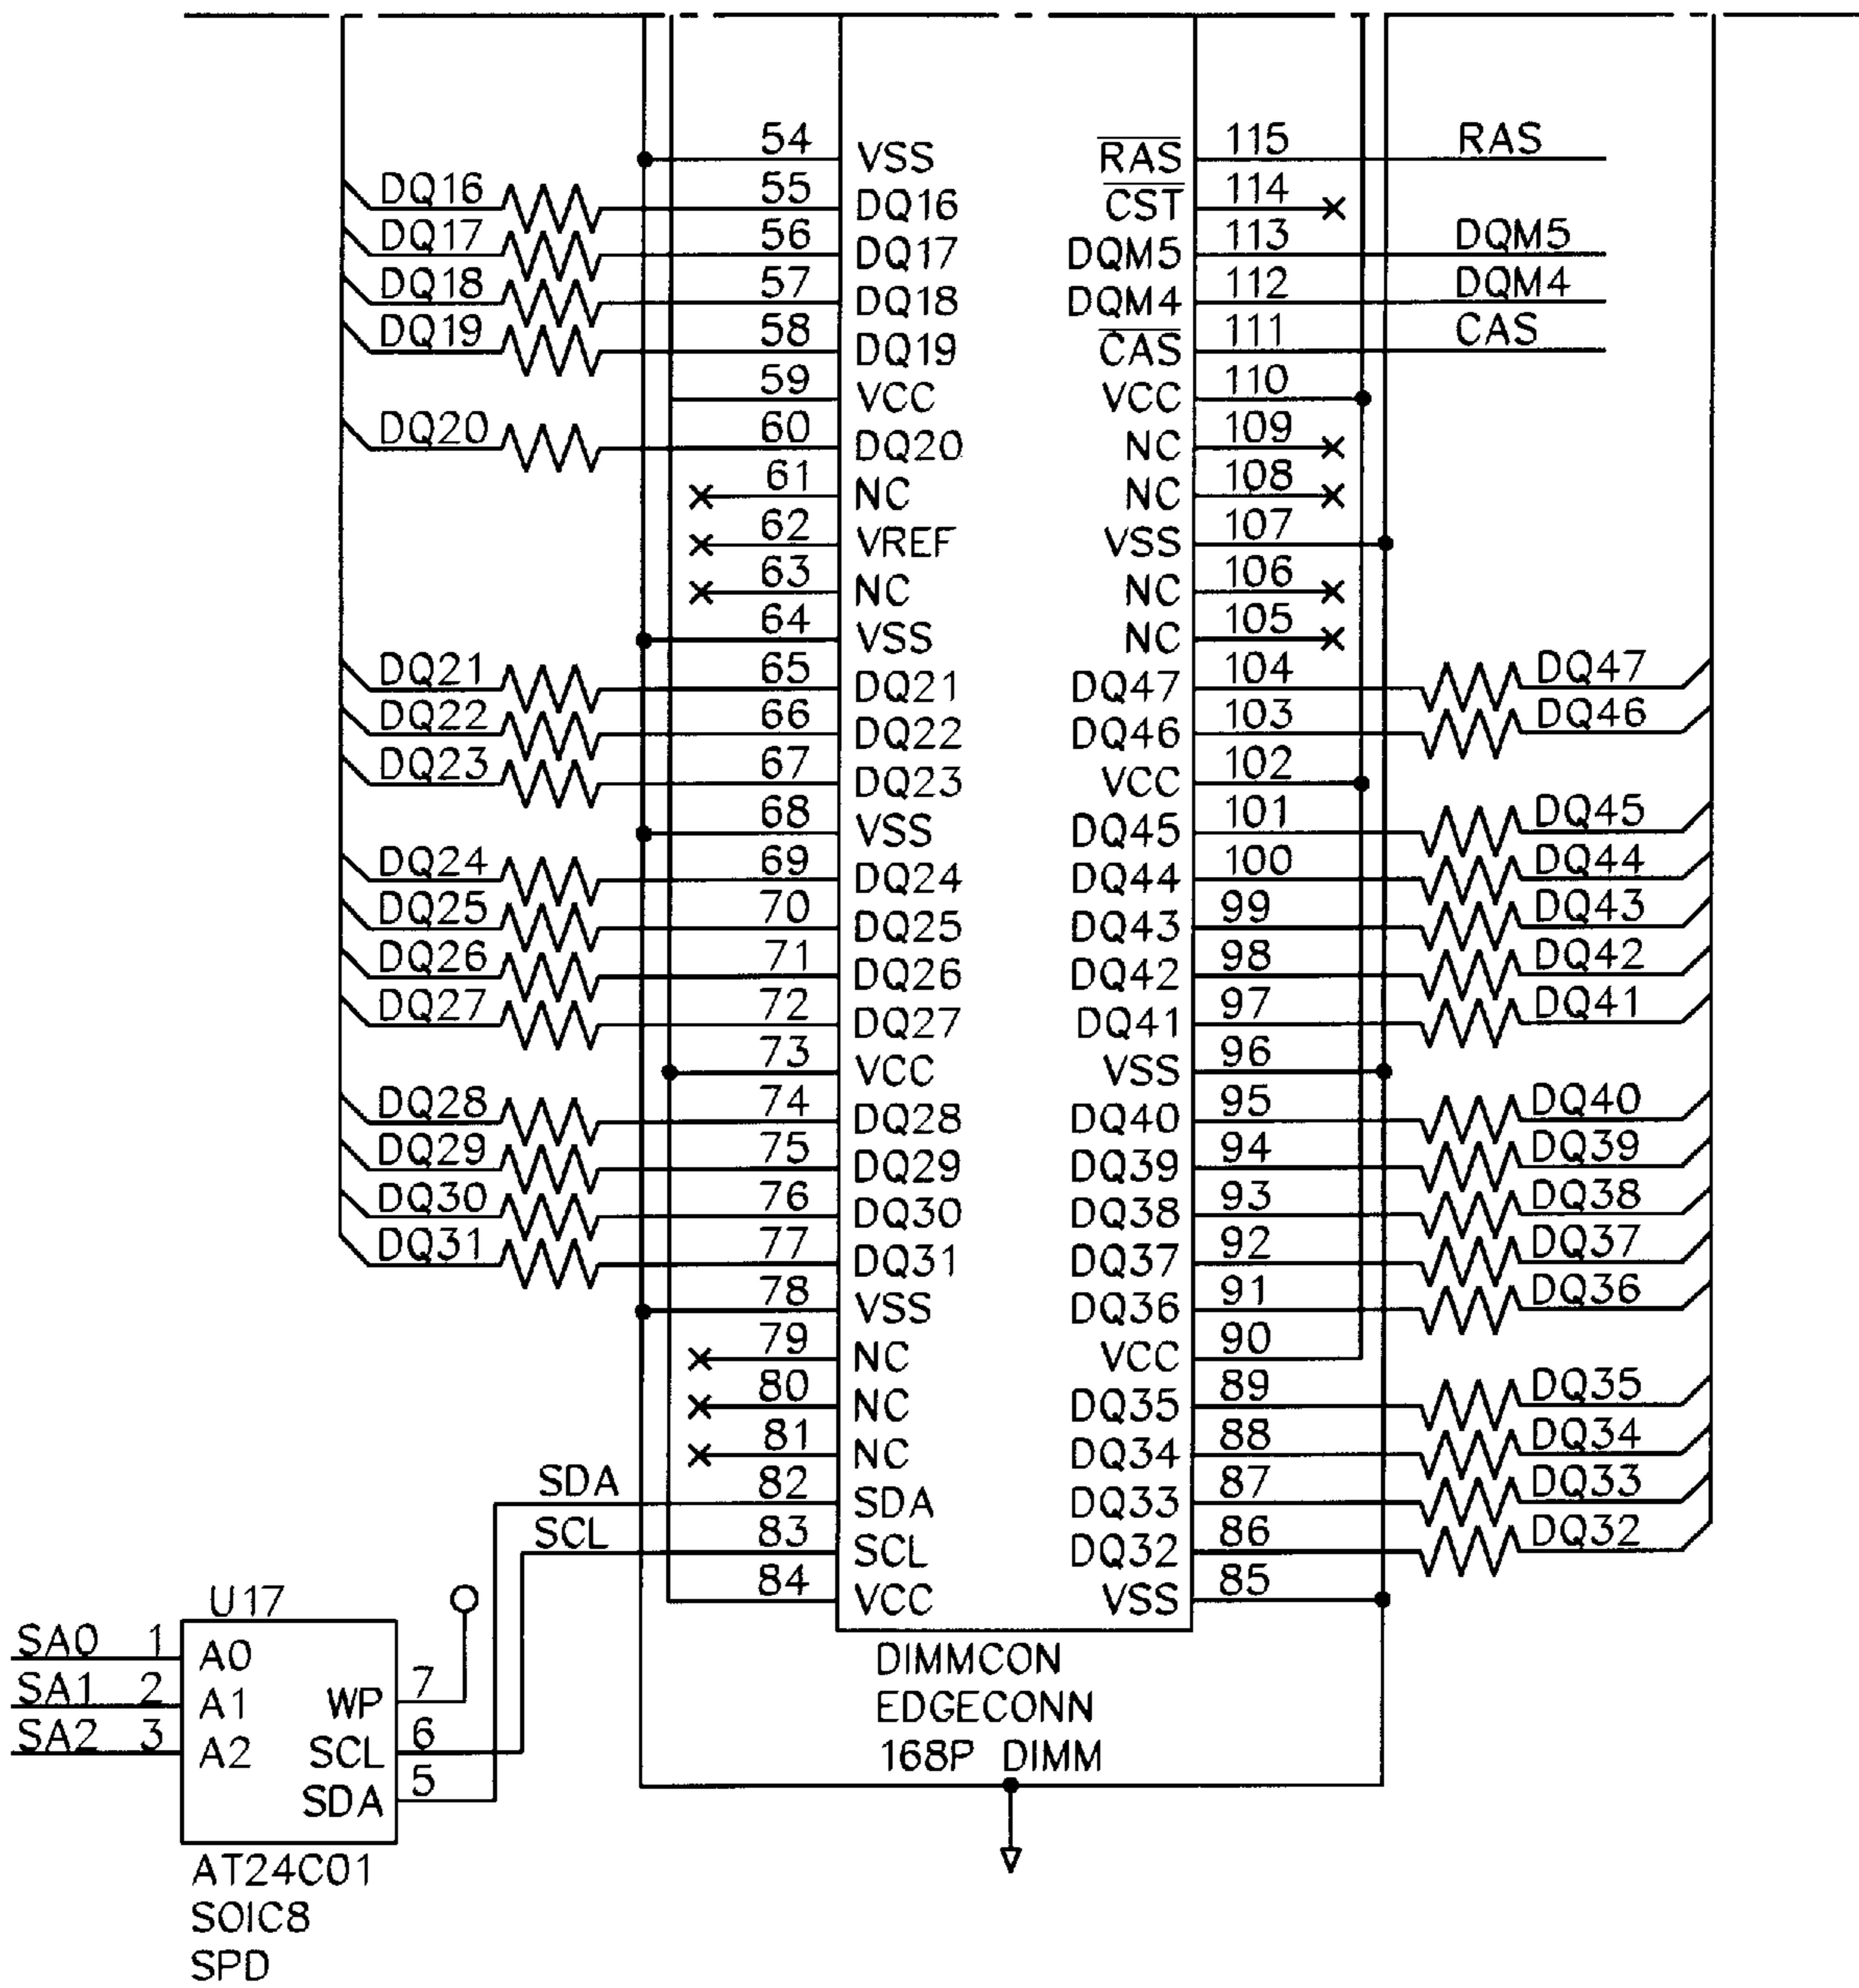 54 VSS RAS 115 RAS
DQ16 55 DQ16 CST 114
DQ17 56 DQ17 DQM5 113 DQM5
DQ18 57 DQ18 DQM4 112 DQM4
DQ19 58 DQ19 CAS 111 CAS
59 VCC VCC 110
DQ20 60 DQ20 NC 109
61 NC NC 108
62 VREF VSS 107
63 NC NC 106
64 VSS NC 105
DQ21 65 DQ21 DQ47 104 DQ47
DQ22 66 DQ22 DQ46 103 DQ46
DQ23 67 DQ23 VCC 102
68 VSS DQ45 101 DQ45
DQ24 69 DQ24 DQ44 100 DQ44
DQ25 70 DQ25 DQ43 99 DQ43
DQ26 71 DQ26 DQ42 98 DQ42
DQ27 72 DQ27 DQ41 97 DQ41
73 VCC VSS 96
DQ28 74 DQ28 DQ40 95 DQ40
DQ29 75 DQ29 DQ39 94 DQ39
DQ30 76 DQ30 DQ38 93 DQ38
DQ31 77 DQ31 DQ37 92 DQ37
78 VSS DQ36 91 DQ36
79 NC VCC 90
80 NC DQ35 89 DQ35
81 NC DQ34 88 DQ34
SDA 82 SDA DQ33 87 DQ33
SCL 83 SCL DQ32 86 DQ32
84 VCC VSS 85
U17
SA0 1 A0
SA1 2 A1 WP 7
SA2 3 A2 SCL 6
SDA 5
AT24C01
SOIC8
SPD
DIMMCON
EDGECONN
168P DIMM